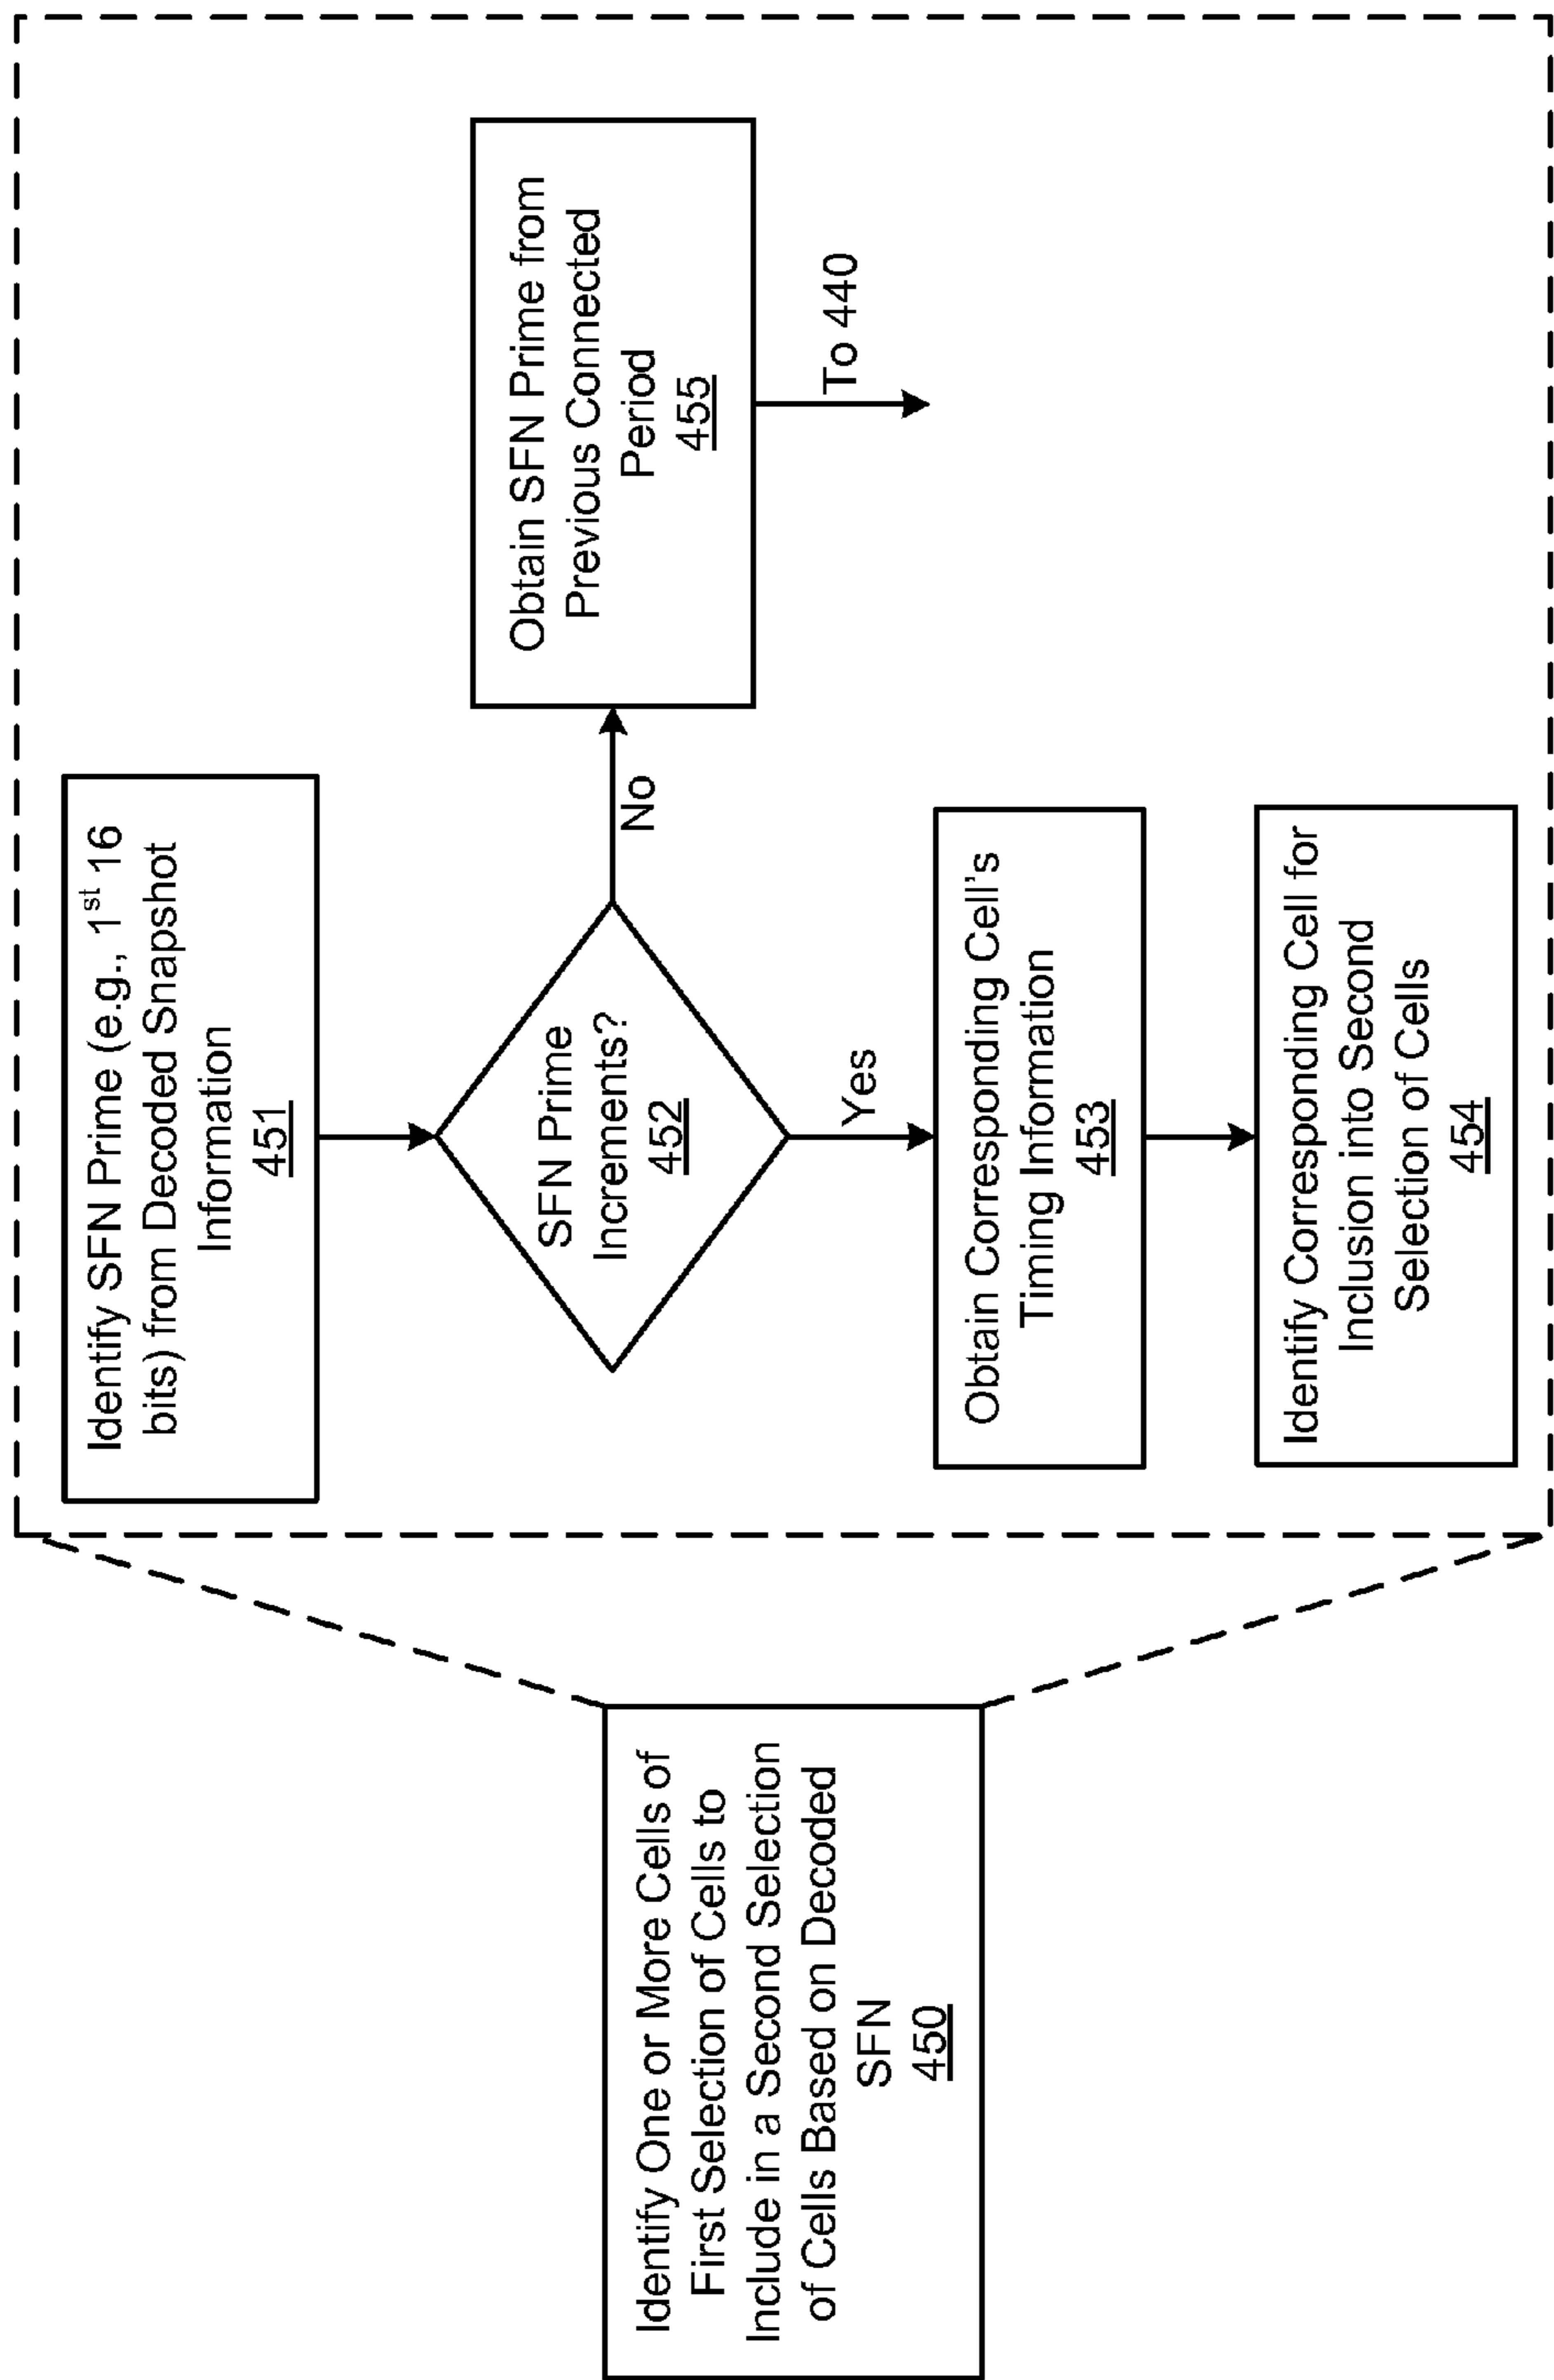 Identify One or More Cells of
First Selection of Cells to
Include in a Second Selection
of Cells Based on Decoded
SFN
450
Identify SFN Prime (e.g., 1st 16
bits) from Decoded Snapshot
Information
451
SFN Prime
Increments?
452
No
Yes
Obtain SFN Prime from
Previous Connected
Period
455
To 440
Obtain Corresponding Cell's
Timing Information
453
Identify Corresponding Cell for
Inclusion into Second
Selection of Cells
454